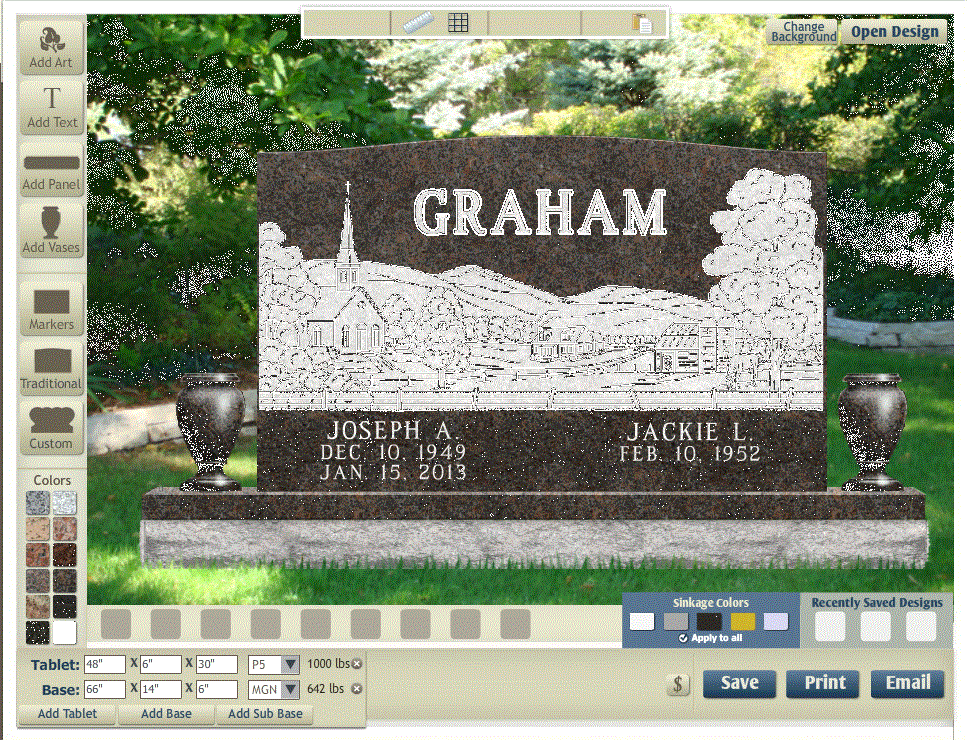 Add Art
Add Text
Add Panel
Add Vases
Markers
Traditional
Custom
Colors
Change
Background
Open Design
GRAHAM
JOSEPH A.
DEC. 10, 1949
JAN. 15, 2013
JACKIE L.
FEB. 10, 1952
Sinkage Colors
Apply to all
Recently Saved Designs
Tablet: 48" X 6" X 30" P5 1000 lbs
Base: 66" X 14" X 6" MGN 642 lbs
Add Tablet Add Base Add Sub Base
$ Save Print Email